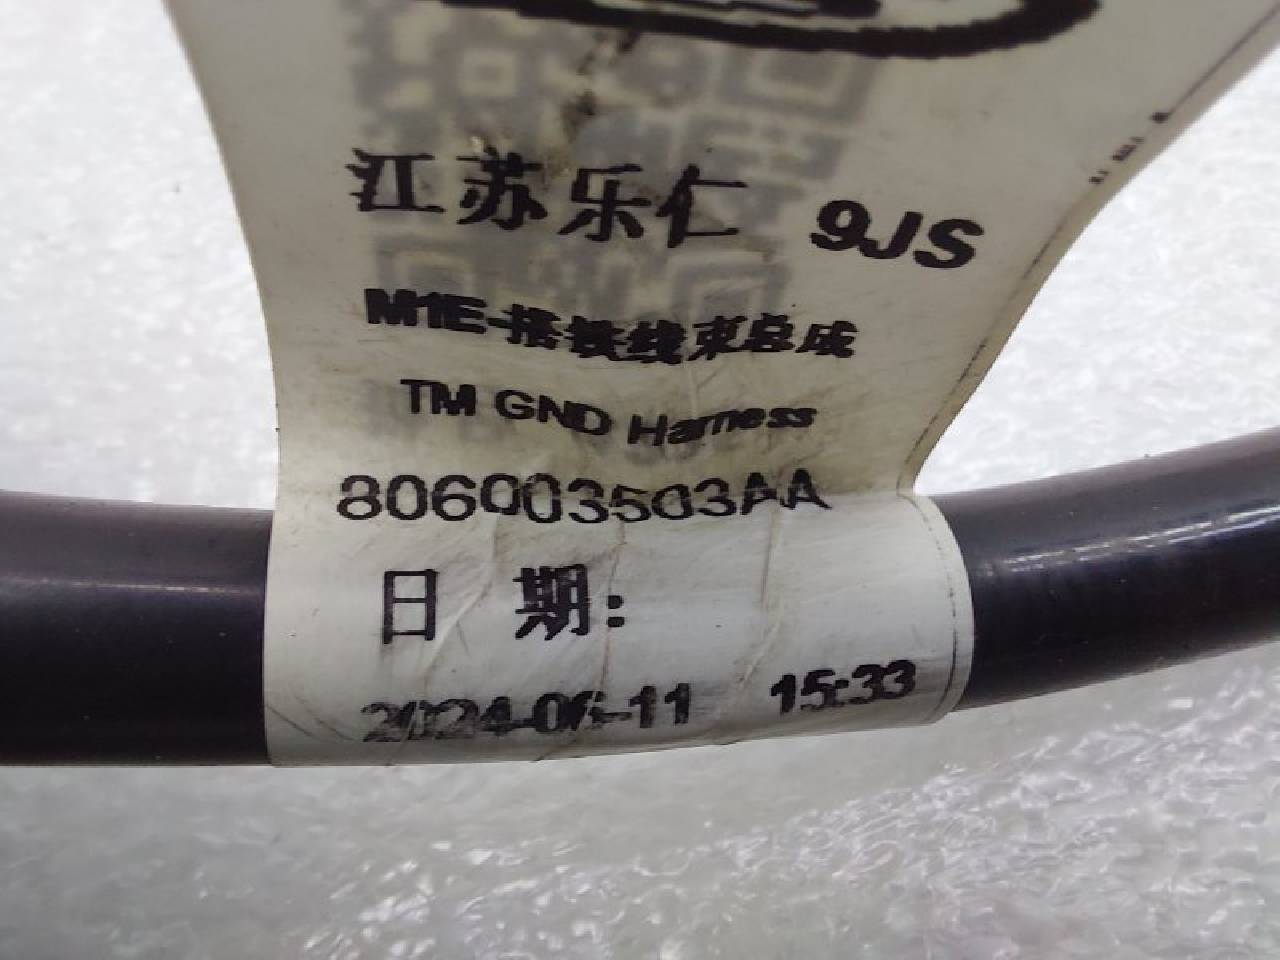 江苏乐仁 9JS
M1E-搭接线束总成
TM GND Harness
806003503AA
日 期:
2024-06-11 15:33